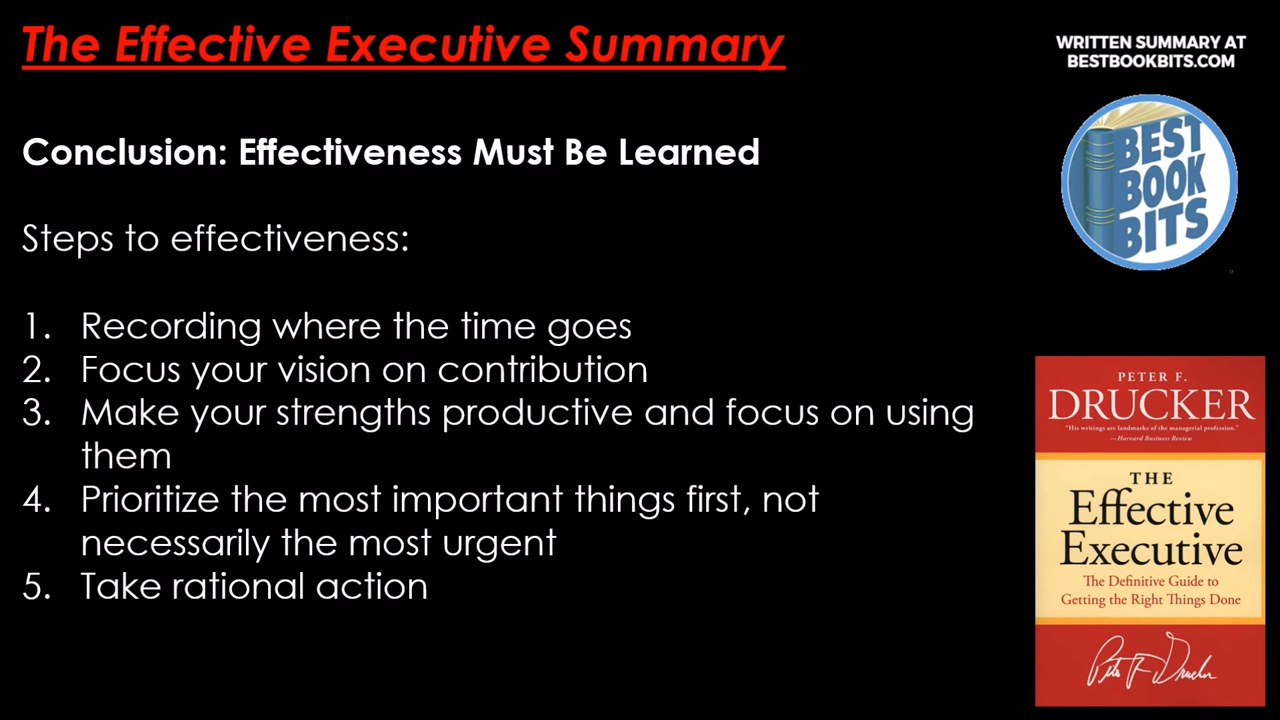 The Effective Executive Summary
WRITTEN SUMMARY AT
BESTBOOKBITS.COM
BEST
BOOK
BITS
Conclusion: Effectiveness Must Be Learned
Steps to effectiveness:
1. Recording where the time goes
2. Focus your vision on contribution
3. Make your strengths productive and focus on using
them
4. Prioritize the most important things first, not
necessarily the most urgent
5. Take rational action
PETER F.
DRUCKER
"His writings are landmarks of the managerial profession."
—Harvard Business Review
THE
Effective
Executive
The Definitive Guide to
Getting the Right Things Done
Peter F. Drucker